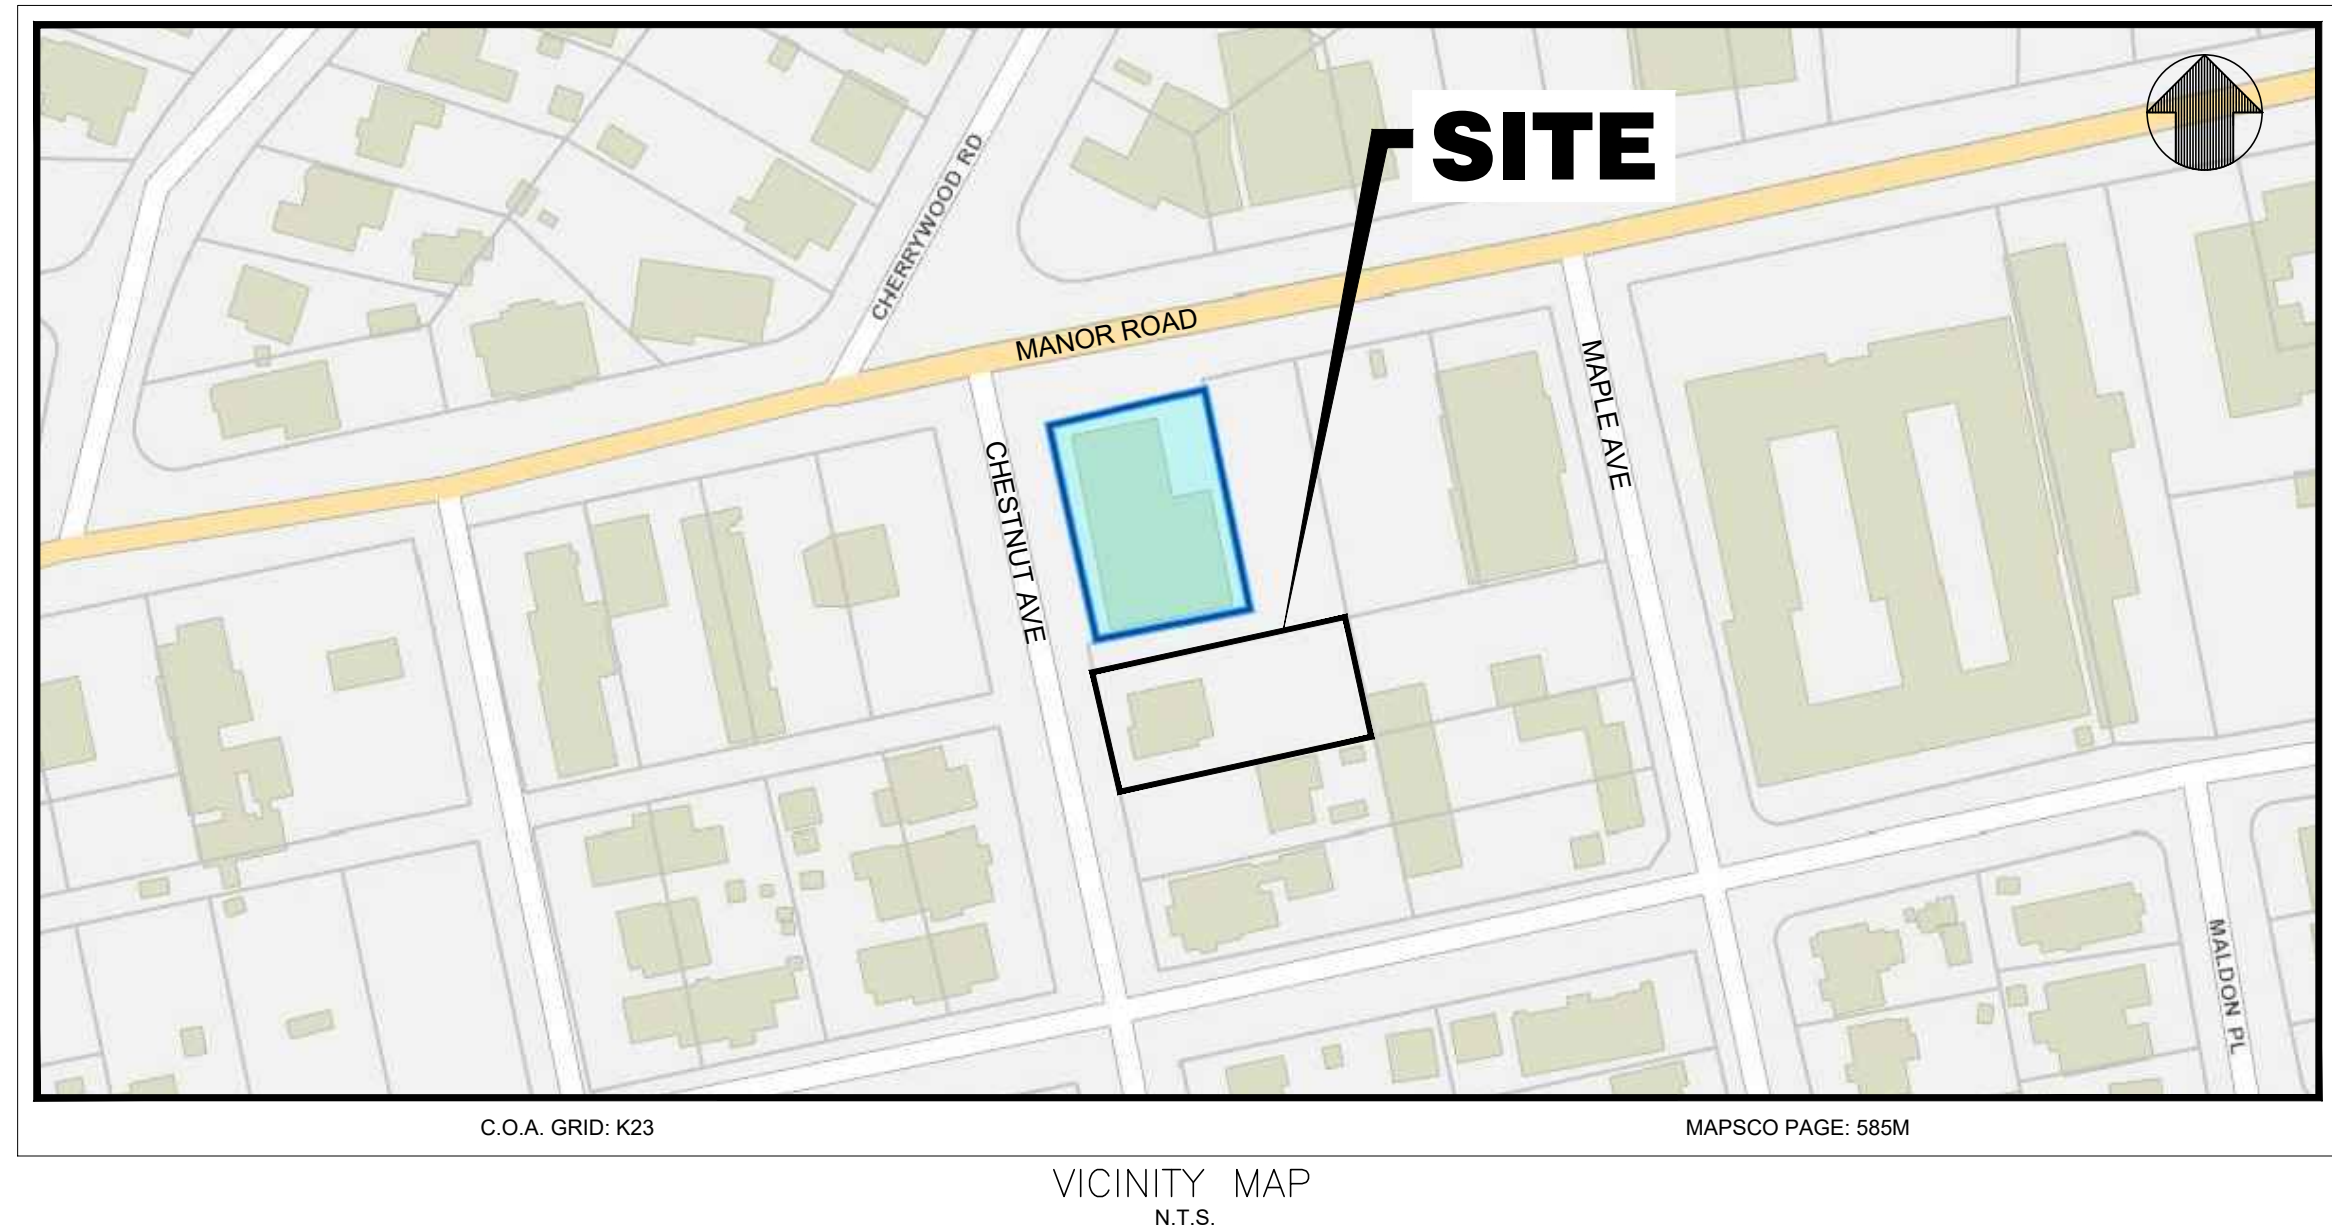 SITE
CHERRYWOOD RD
MANOR ROAD
MAPLE AVE
CHESTNUT AVE
MALDON PL
C.O.A. GRID: K23
MAPSCO PAGE: 585M
VICINITY MAP
N.T.S.